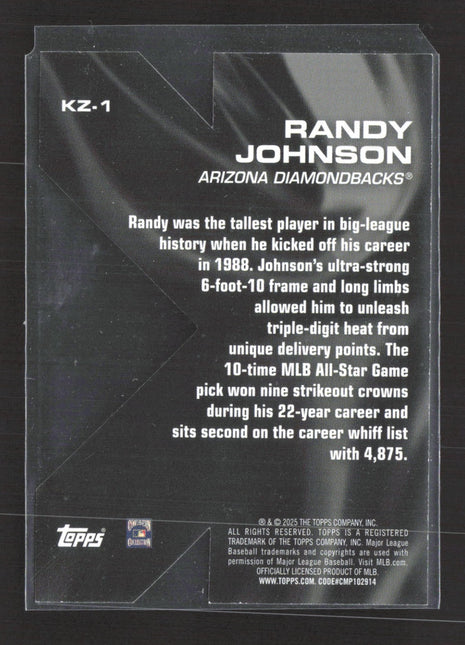 KZ-1
RANDY
JOHNSON
ARIZONA DIAMONDBACKS®
Randy was the tallest player in big-league
history when he kicked off his career
in 1988. Johnson's ultra-strong
6-foot-10 frame and long limbs
allowed him to unleash
triple-digit heat from
unique delivery points. The
10-time MLB All-Star Game
pick won nine strikeout crowns
during his 22-year career and
sits second on the career whiff list
with 4,875.
topps®
® & © 2025 THE TOPPS COMPANY, INC.
ALL RIGHTS RESERVED. TOPPS IS A REGISTERED
TRADEMARK OF THE TOPPS COMPANY, INC. Major League
Baseball trademarks and copyrights are used with
permission of Major League Baseball. Visit MLB.com.
OFFICIALLY LICENSED PRODUCT OF MLB.
WWW.TOPPS.COM. CODE#CMP102914